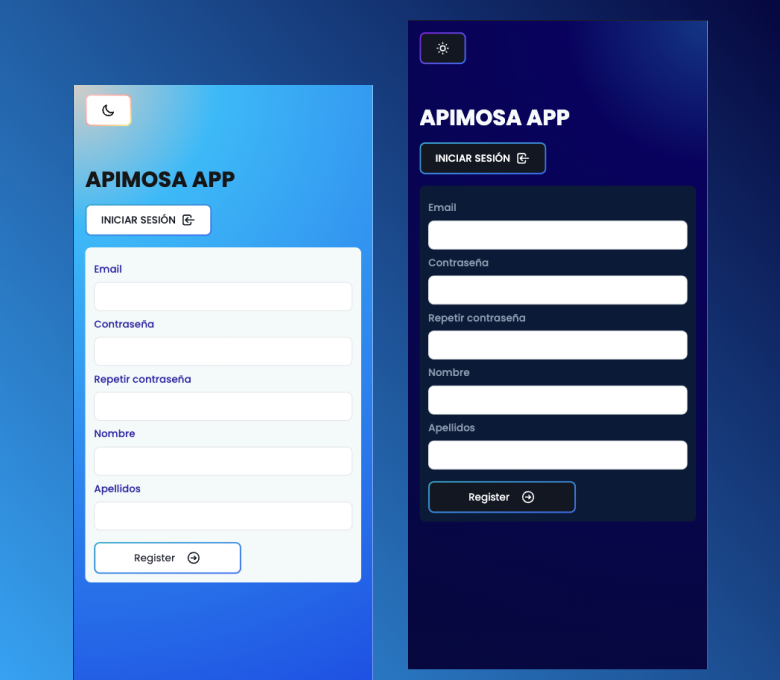 APIMOSA APP
INICIAR SESIÓN
Email
Contraseña
Repetir contraseña
Nombre
Apellidos
Register
APIMOSA APP
INICIAR SESIÓN
Email
Contraseña
Repetir contraseña
Nombre
Apellidos
Register